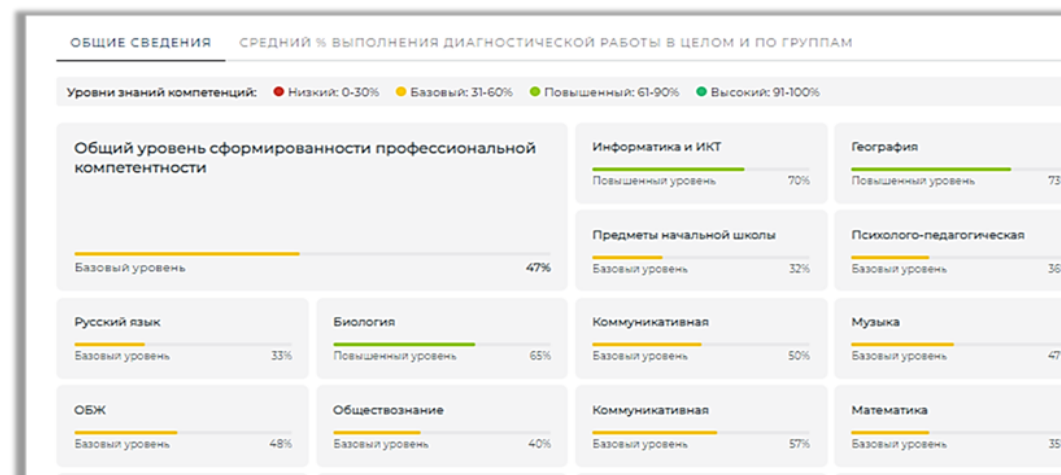 ОБЩИЕ СВЕДЕНИЯ СРЕДНИЙ % ВЫПОЛНЕНИЯ ДИАГНОСТИЧЕСКОЙ РАБОТЫ В ЦЕЛОМ И ПО ГРУППАМ
Уровни знаний компетенций: Низкий: 0-30% Базовый: 31-60% Повышенный: 61-90% Высокий: 91-100%
Общий уровень сформированности профессиональной
компетентности
Базовый уровень 47%
Информатика и ИКТ
Повышенный уровень 70%
География
Повышенный уровень 73
Предметы начальной школы
Базовый уровень 32%
Психолого-педагогическая
Базовый уровень 36
Русский язык
Базовый уровень 33%
Биология
Повышенный уровень 65%
Коммуникативная
Базовый уровень 50%
Музыка
Базовый уровень 47
ОБЖ
Базовый уровень 48%
Обществознание
Базовый уровень 40%
Коммуникативная
Базовый уровень 57%
Математика
Базовый уровень